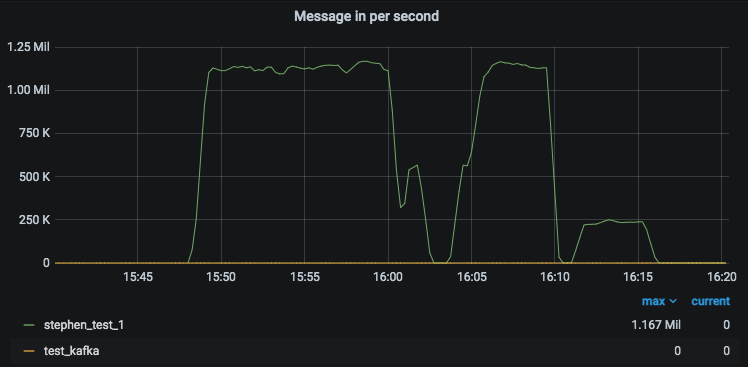 Message in per second
1.25 Mil
1.00 Mil
750 K
500 K
250 K
0
15:45 15:50 15:55 16:00 16:05 16:10 16:15 16:20
max current
stephen_test_1 1.167 Mil 0
test_kafka 0 0